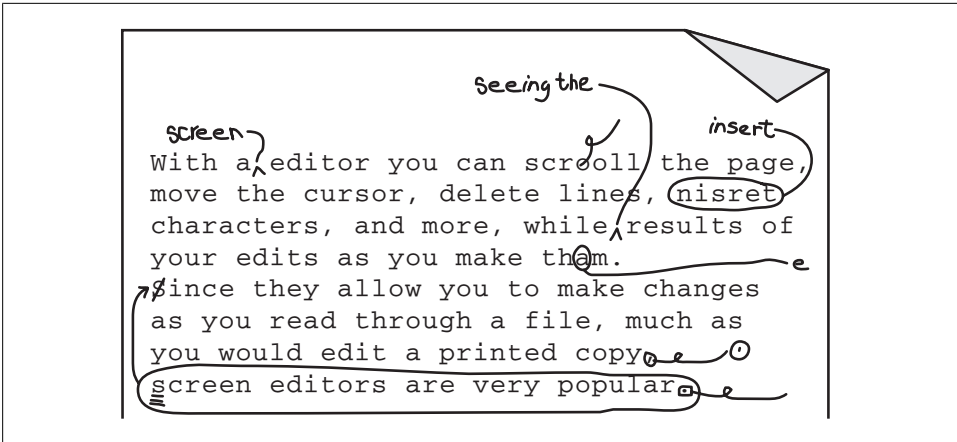 seeing the
screen insert
With a editor you can scrooll the page,
move the cursor, delete lines, nisret
characters, and more, while results of
your edits as you make tham.
e
Since they allow you to make changes
as you read through a file, much as
you would edit a printed copy.
screen editors are very popular.